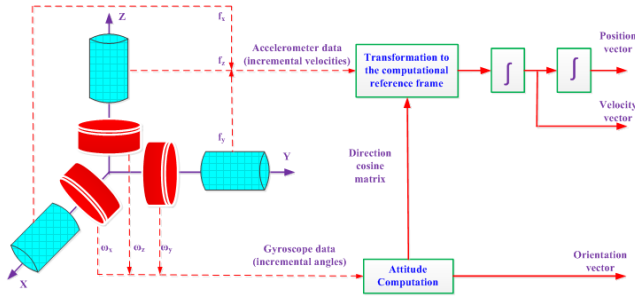 Z
fx
Accelerometer data
(incremental velocities)
fz
fy
Y
X
ωx
ωz
ωy
Gyroscope data
(incremental angles)
Transformation to
the computational
reference frame
∫
∫
Position
vector
Velocity
vector
Direction
cosine
matrix
Attitude
Computation
Orientation
vector